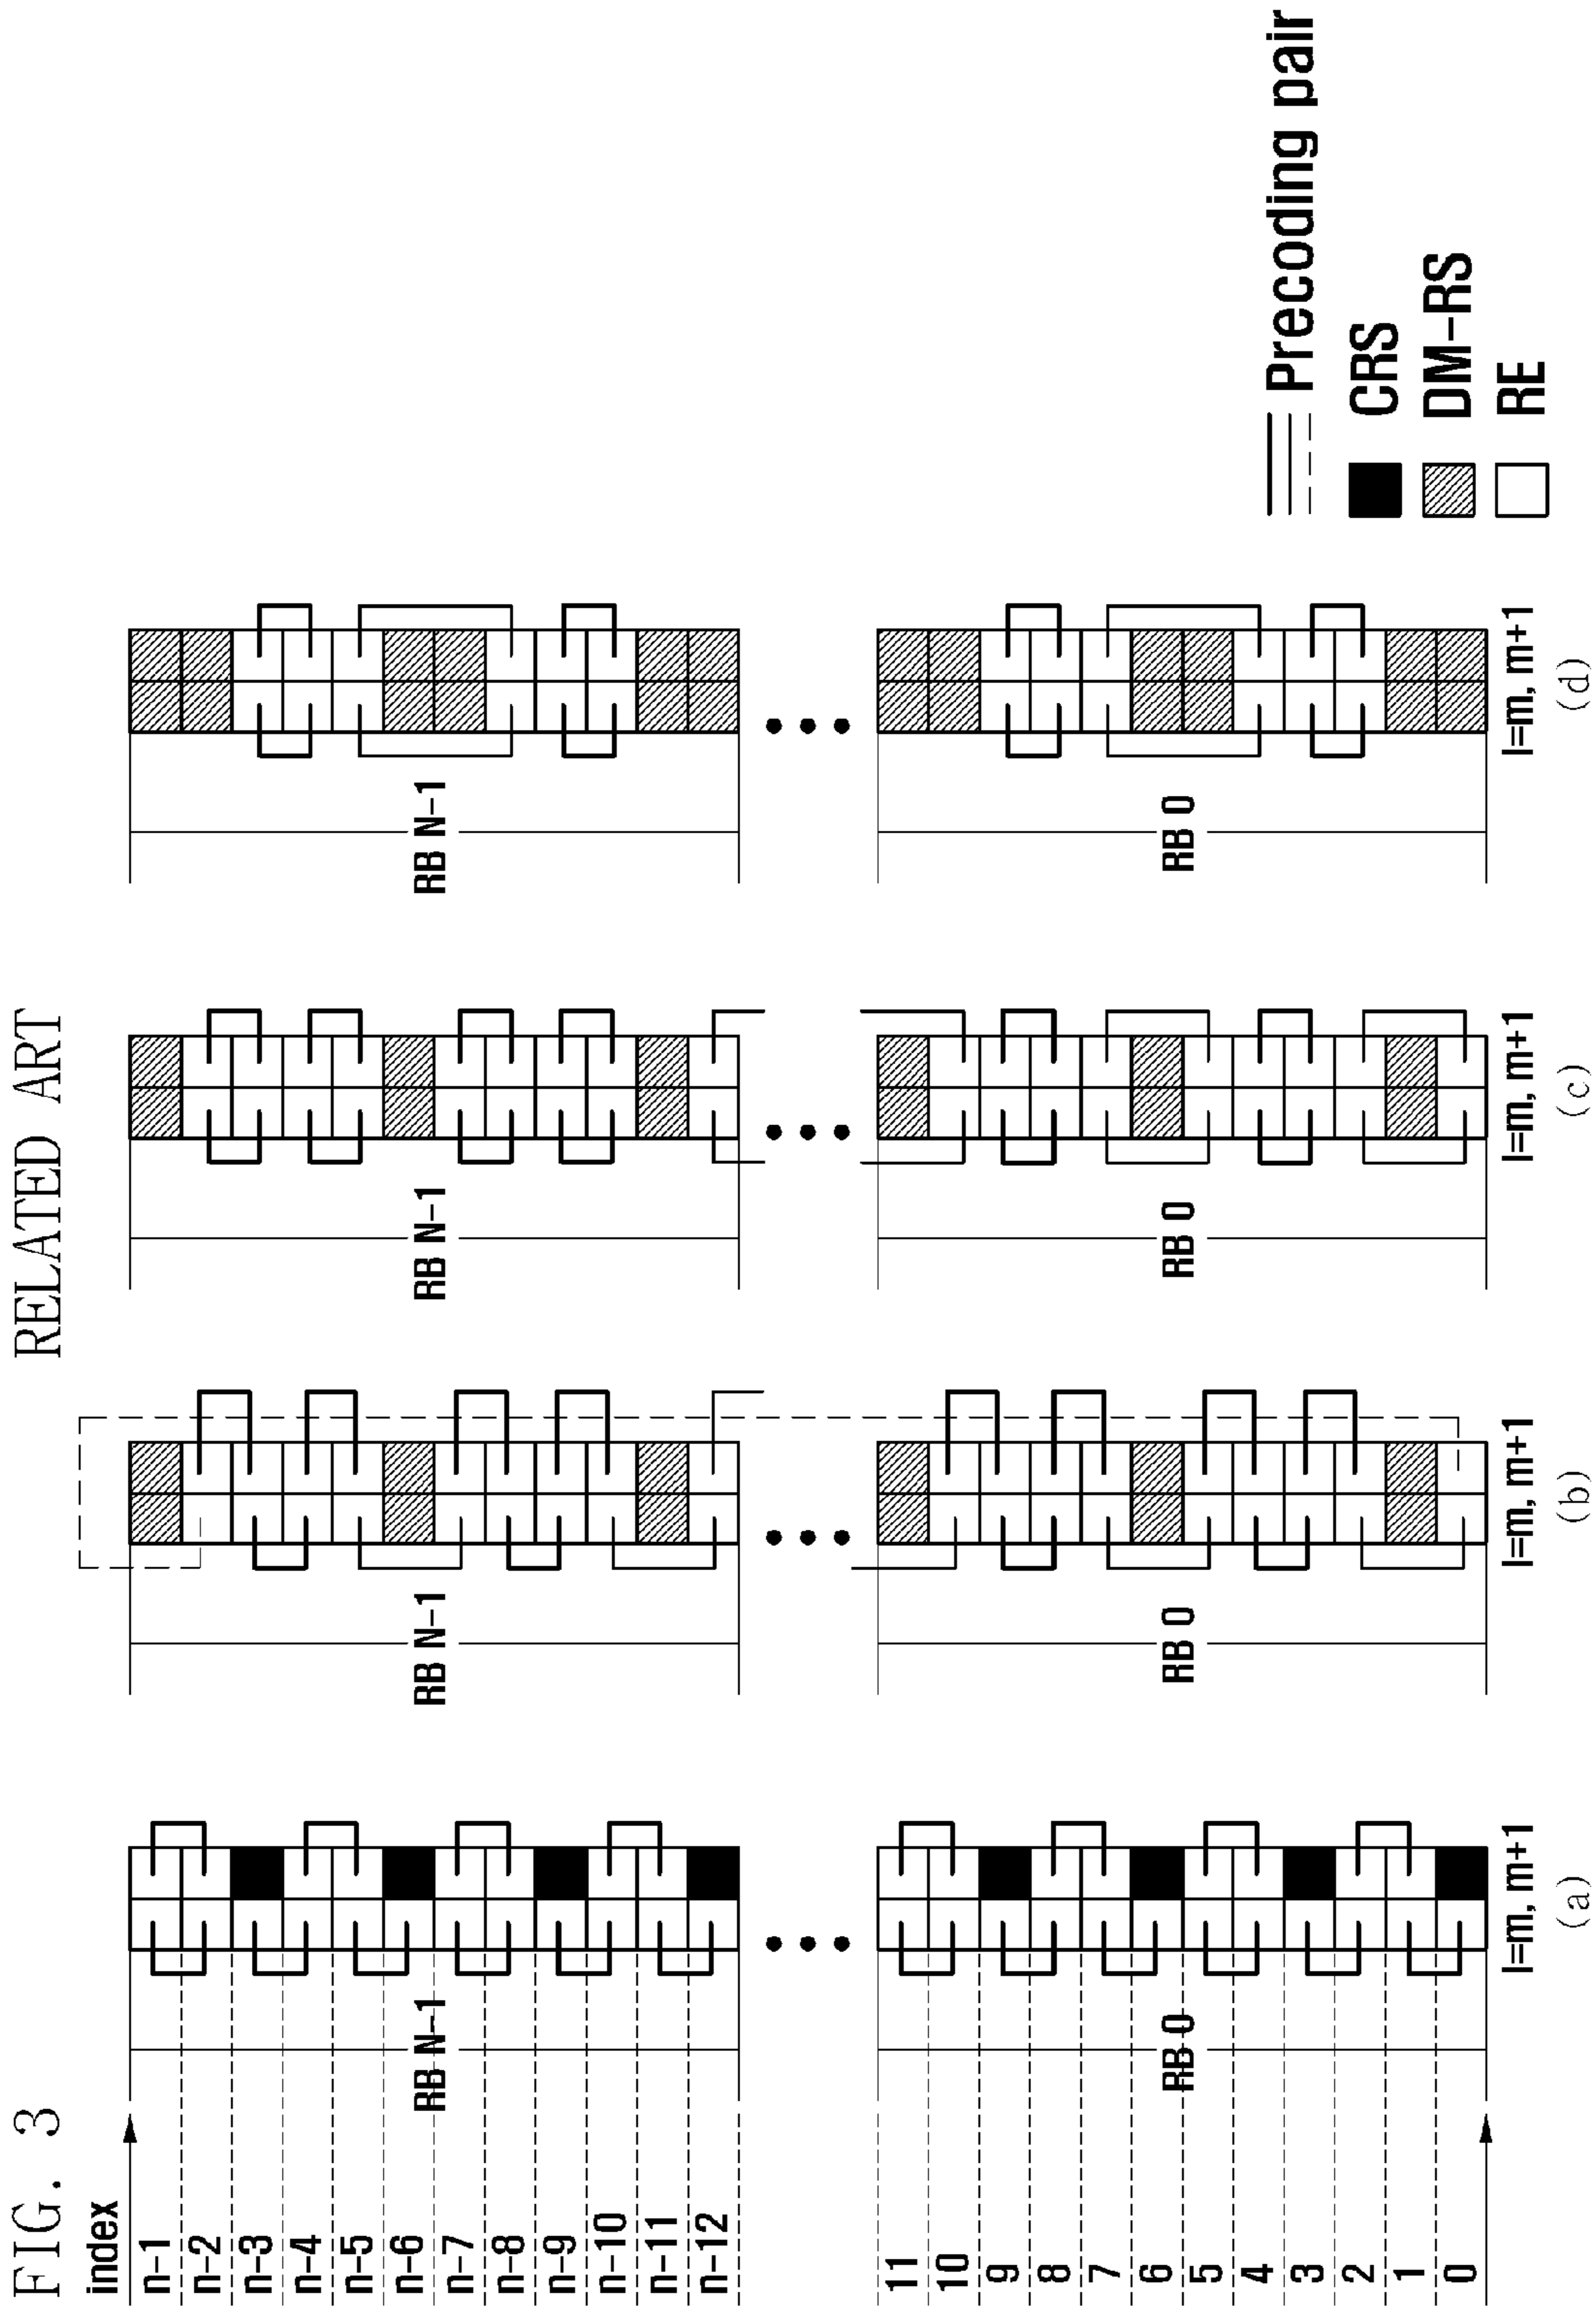 FIG. 3
RELATED ART
index
n-1
n-2
n-3
n-4
n-5
n-6
n-7
n-8
n-9
n-10
n-11
n-12
11
10
9
8
7
6
5
4
3
2
1
0
RB N-1
RB 0
l=m, m+1
(a)
RB N-1
RB 0
l=m, m+1
(b)
RB N-1
RB 0
l=m, m+1
(c)
RB N-1
RB 0
l=m, m+1
(d)
Precoding pair
CRS
DM-RS
RE